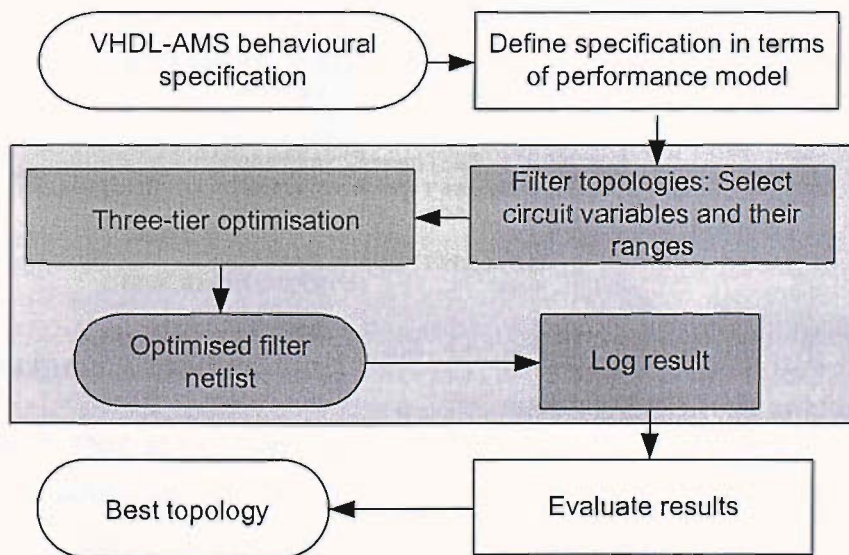 VHDL-AMS behavioural
specification
Define specification in terms
of performance model
Filter topologies: Select
circuit variables and their
ranges
Three-tier optimisation
Optimised filter
netlist
Log result
Evaluate results
Best topology